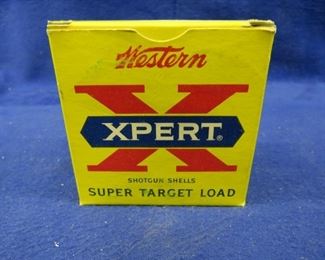 Western
X
XPERT®
SHOTGUN SHELLS
SUPER TARGET LOAD